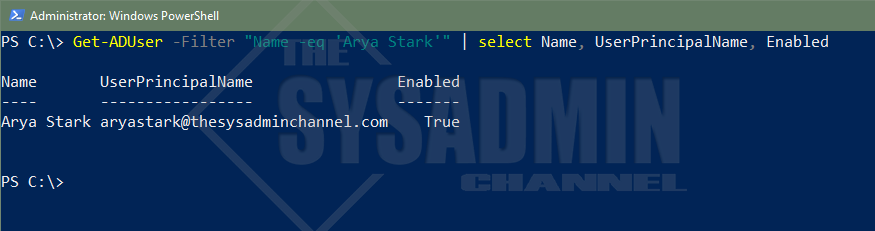 Administrator: Windows PowerShell
PS C:\> Get-ADUser -Filter "Name -eq 'Arya Stark'" | select Name, UserPrincipalName, Enabled
Name       UserPrincipalName                Enabled
----       -----------------                -------
Arya Stark aryastark@thesysadminchannel.com    True
PS C:\>
THE
SYSADMIN
CHANNEL